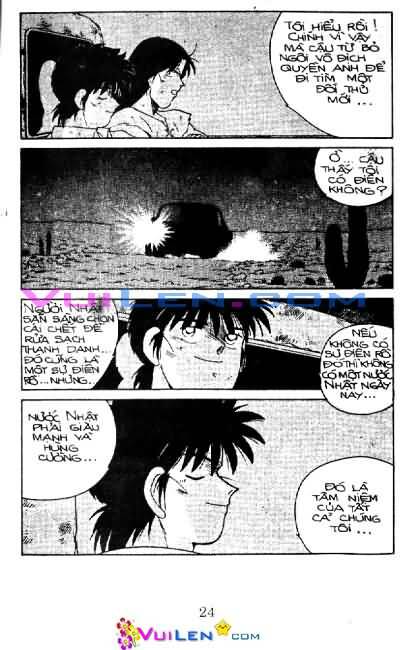 TÔI HIỂU RỒI!
CHÍNH VÌ VẬY,
MÀ CẬU TỪ BỎ
NGÔI VÔ ĐỊCH
QUYỀN ANH ĐỂ
ĐI TÌM MỘT
ĐỐI THỦ
MỚI...
Ồ... CẬU
THẤY TÔI
CÓ ĐIÊN
KHÔNG?
VUILEN.COM
NGƯỜI NHẬT
SẴN SÀNG CHỌN
CÁI CHẾT ĐỂ
RỬA SẠCH
THANH DANH...
ĐÓ CŨNG LÀ
MỘT SỰ ĐIÊN
RỒ... NHƯNG...
NẾU
KHÔNG CÓ
SỰ ĐIÊN RỒ
ĐÓ THÌ KHÔNG
CÓ MỘT NƯỚC
NHẬT NGÀY
NAY...
NƯỚC NHẬT
PHẢI GIÀU
MẠNH VÀ
HÙNG
CƯỜNG...
ĐÓ LÀ
TÂM NIỆM
CỦA TẤT
CẢ CHÚNG
TÔI...
24
VUILEN.COM